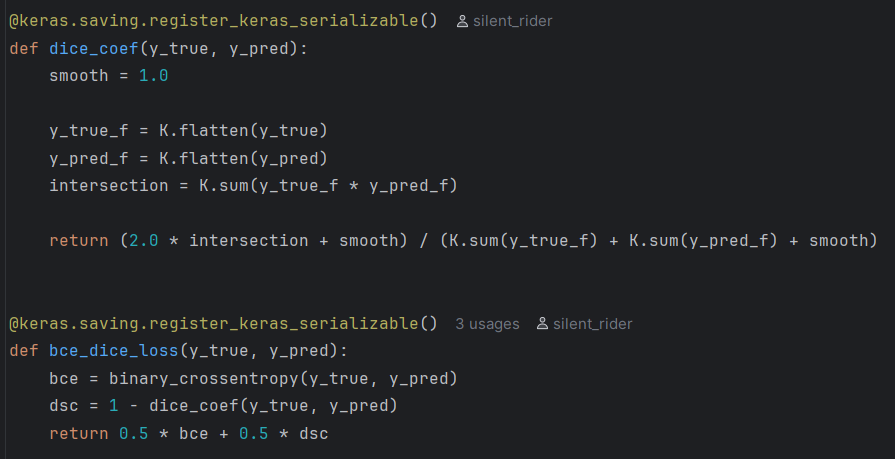 @keras.saving.register_keras_serializable() silent_rider
def dice_coef(y_true, y_pred):
    smooth = 1.0

    y_true_f = K.flatten(y_true)
    y_pred_f = K.flatten(y_pred)
    intersection = K.sum(y_true_f * y_pred_f)

    return (2.0 * intersection + smooth) / (K.sum(y_true_f) + K.sum(y_pred_f) + smooth)

@keras.saving.register_keras_serializable() 3 usages silent_rider
def bce_dice_loss(y_true, y_pred):
    bce = binary_crossentropy(y_true, y_pred)
    dsc = 1 - dice_coef(y_true, y_pred)
    return 0.5 * bce + 0.5 * dsc